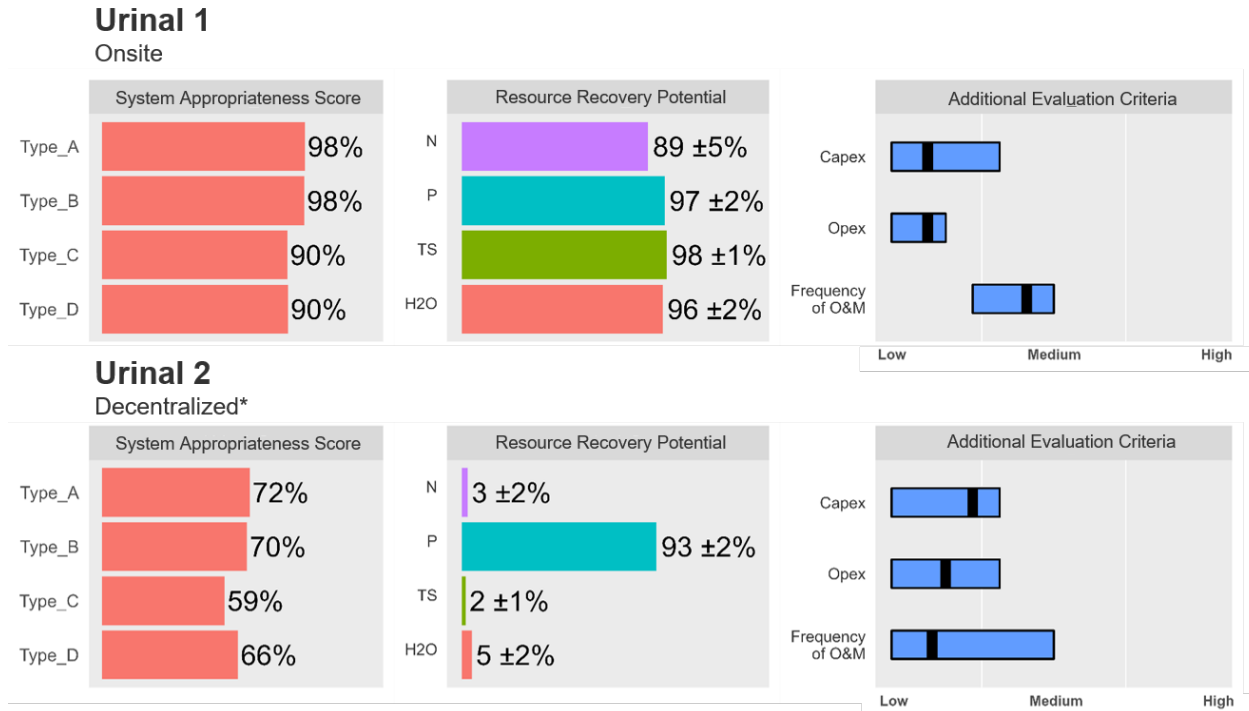 Urinal 1
Onsite
System Appropriateness Score
Type_A 98%
Type_B 98%
Type_C 90%
Type_D 90%
Resource Recovery Potential
N 89 ±5%
P 97 ±2%
TS 98 ±1%
H2O 96 ±2%
Additional Evaluation Criteria
Capex
Opex
Frequency
of O&M
Low Medium High
Urinal 2
Decentralized*
System Appropriateness Score
Type_A 72%
Type_B 70%
Type_C 59%
Type_D 66%
Resource Recovery Potential
N 3 ±2%
P 93 ±2%
TS 2 ±1%
H2O 5 ±2%
Additional Evaluation Criteria
Capex
Opex
Frequency
of O&M
Low Medium High